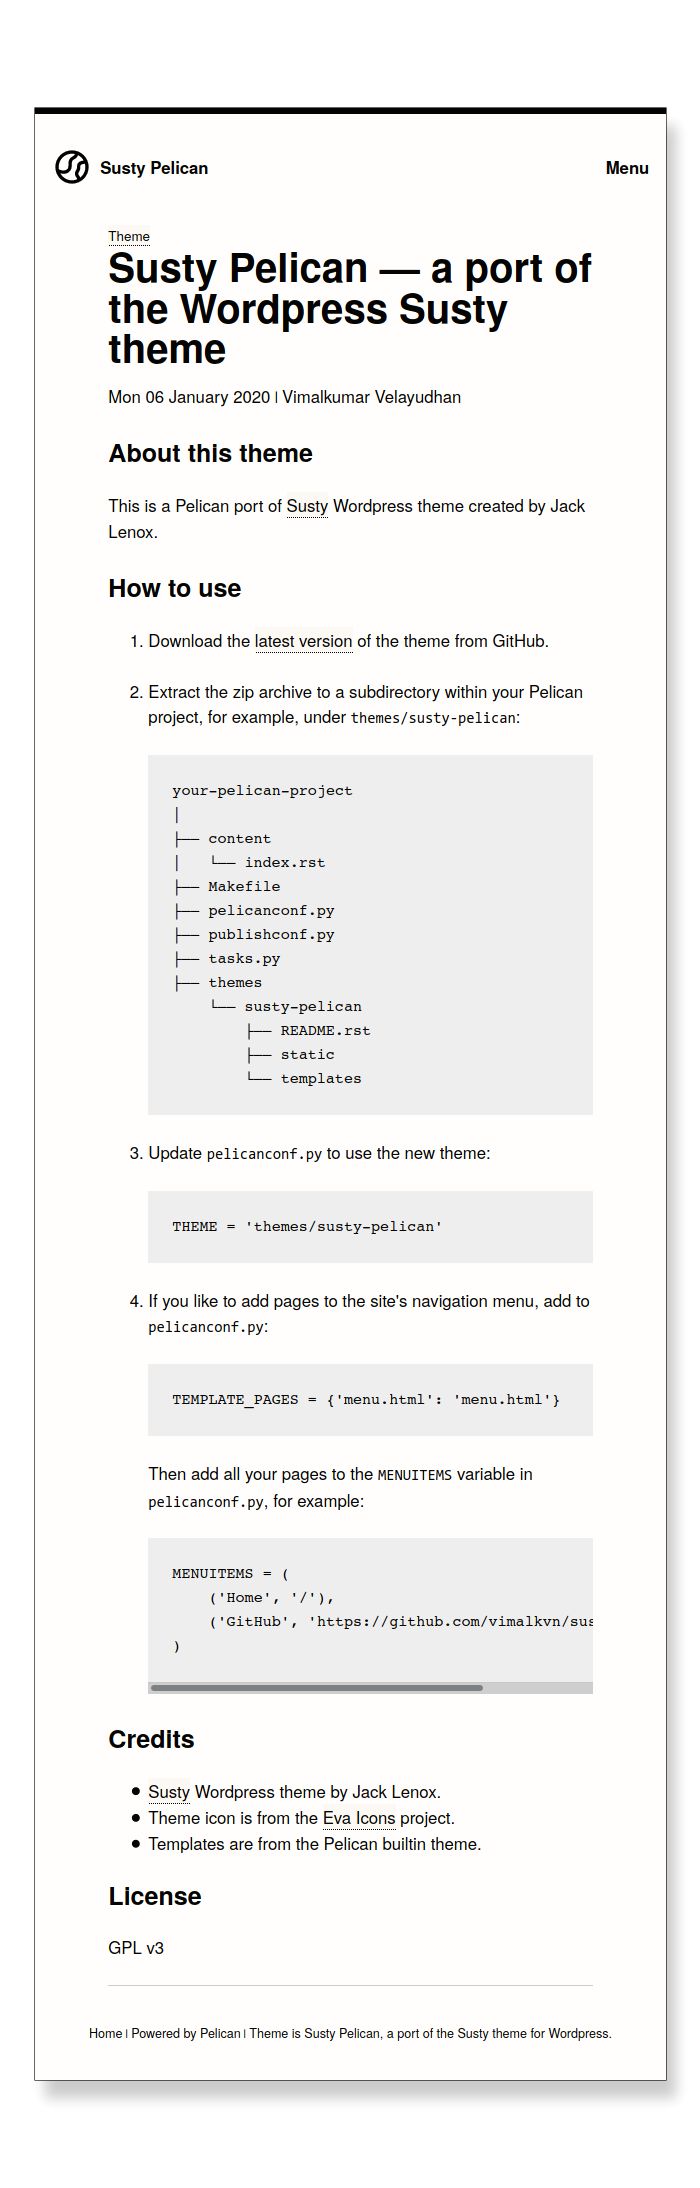 Susty Pelican
Menu
Theme
Susty Pelican — a port of
the Wordpress Susty
theme
Mon 06 January 2020 | Vimalkumar Velayudhan
About this theme
This is a Pelican port of Susty Wordpress theme created by Jack
Lenox.
How to use
1. Download the latest version of the theme from GitHub.
2. Extract the zip archive to a subdirectory within your Pelican
project, for example, under themes/susty-pelican:
your-pelican-project
│
├── content
│   └── index.rst
├── Makefile
├── pelicanconf.py
├── publishconf.py
├── tasks.py
├── themes
    └── susty-pelican
        ├── README.rst
        ├── static
        └── templates
3. Update pelicanconf.py to use the new theme:
THEME = 'themes/susty-pelican'
4. If you like to add pages to the site's navigation menu, add to
pelicanconf.py:
TEMPLATE_PAGES = {'menu.html': 'menu.html'}
Then add all your pages to the MENUITEMS variable in
pelicanconf.py, for example:
MENUITEMS = (
    ('Home', '/'),
    ('GitHub', 'https://github.com/vimalkvn/sus
)
Credits
● Susty Wordpress theme by Jack Lenox.
● Theme icon is from the Eva Icons project.
● Templates are from the Pelican builtin theme.
License
GPL v3
Home | Powered by Pelican | Theme is Susty Pelican, a port of the Susty theme for Wordpress.